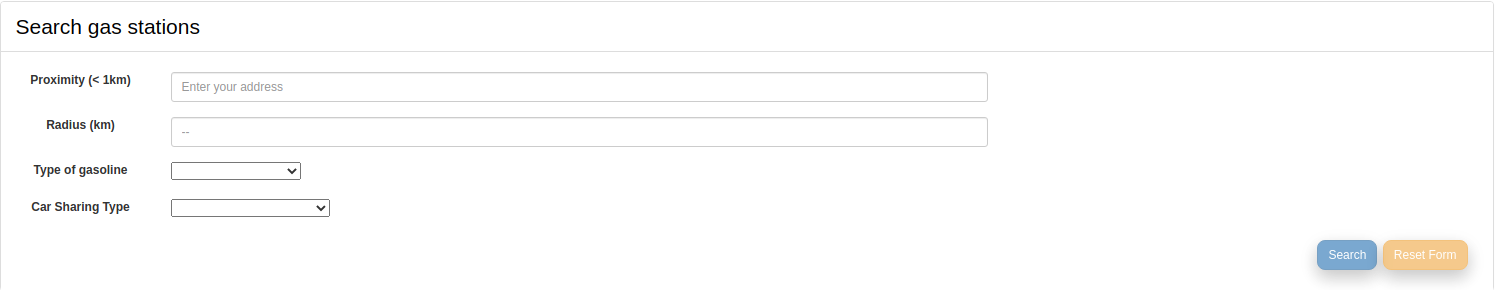 Search gas stations
Proximity (< 1km)
Enter your address
Radius (km)
--
Type of gasoline
Car Sharing Type
Search
Reset Form